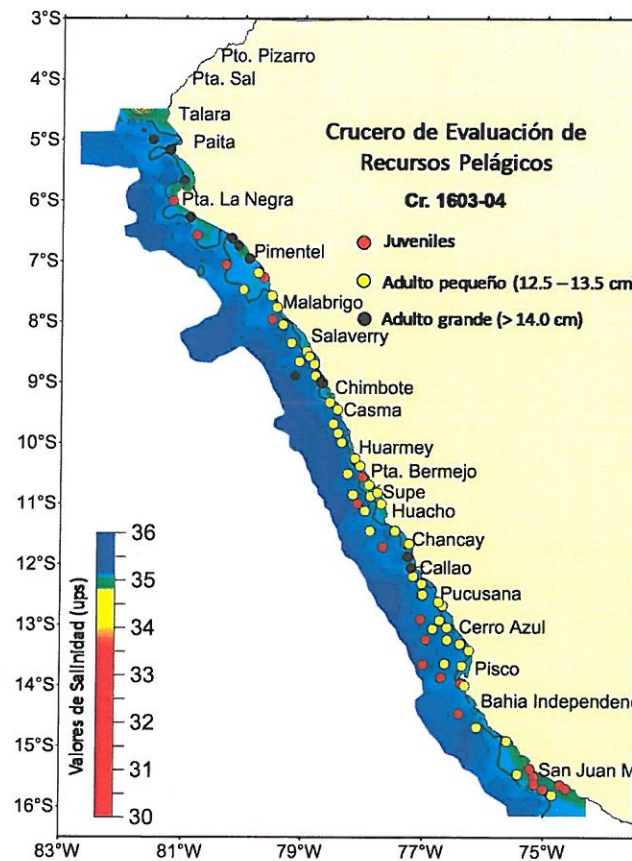 3°S
4°S
5°S
6°S
7°S
8°S
9°S
10°S
11°S
12°S
13°S
14°S
15°S
16°S
83°W
81°W
79°W
77°W
75°W
Pto. Pizarro
Pta. Sal
Talara
Paita
Pta. La Negra
Pimentel
Malabrigo
Salaverry
Chimbote
Casma
Huarmey
Pta. Bermejo
Supe
Huacho
Chancay
Callao
Pucusana
Cerro Azul
Pisco
Bahia Independenc
San Juan M
Crucero de Evaluación de
Recursos Pelágicos
Cr. 1603-04
Juveniles
Adulto pequeño (12.5 – 13.5 cm
Adulto grande (> 14.0 cm)
Valores de Salinidad (ups)
36
35
34
33
32
31
30